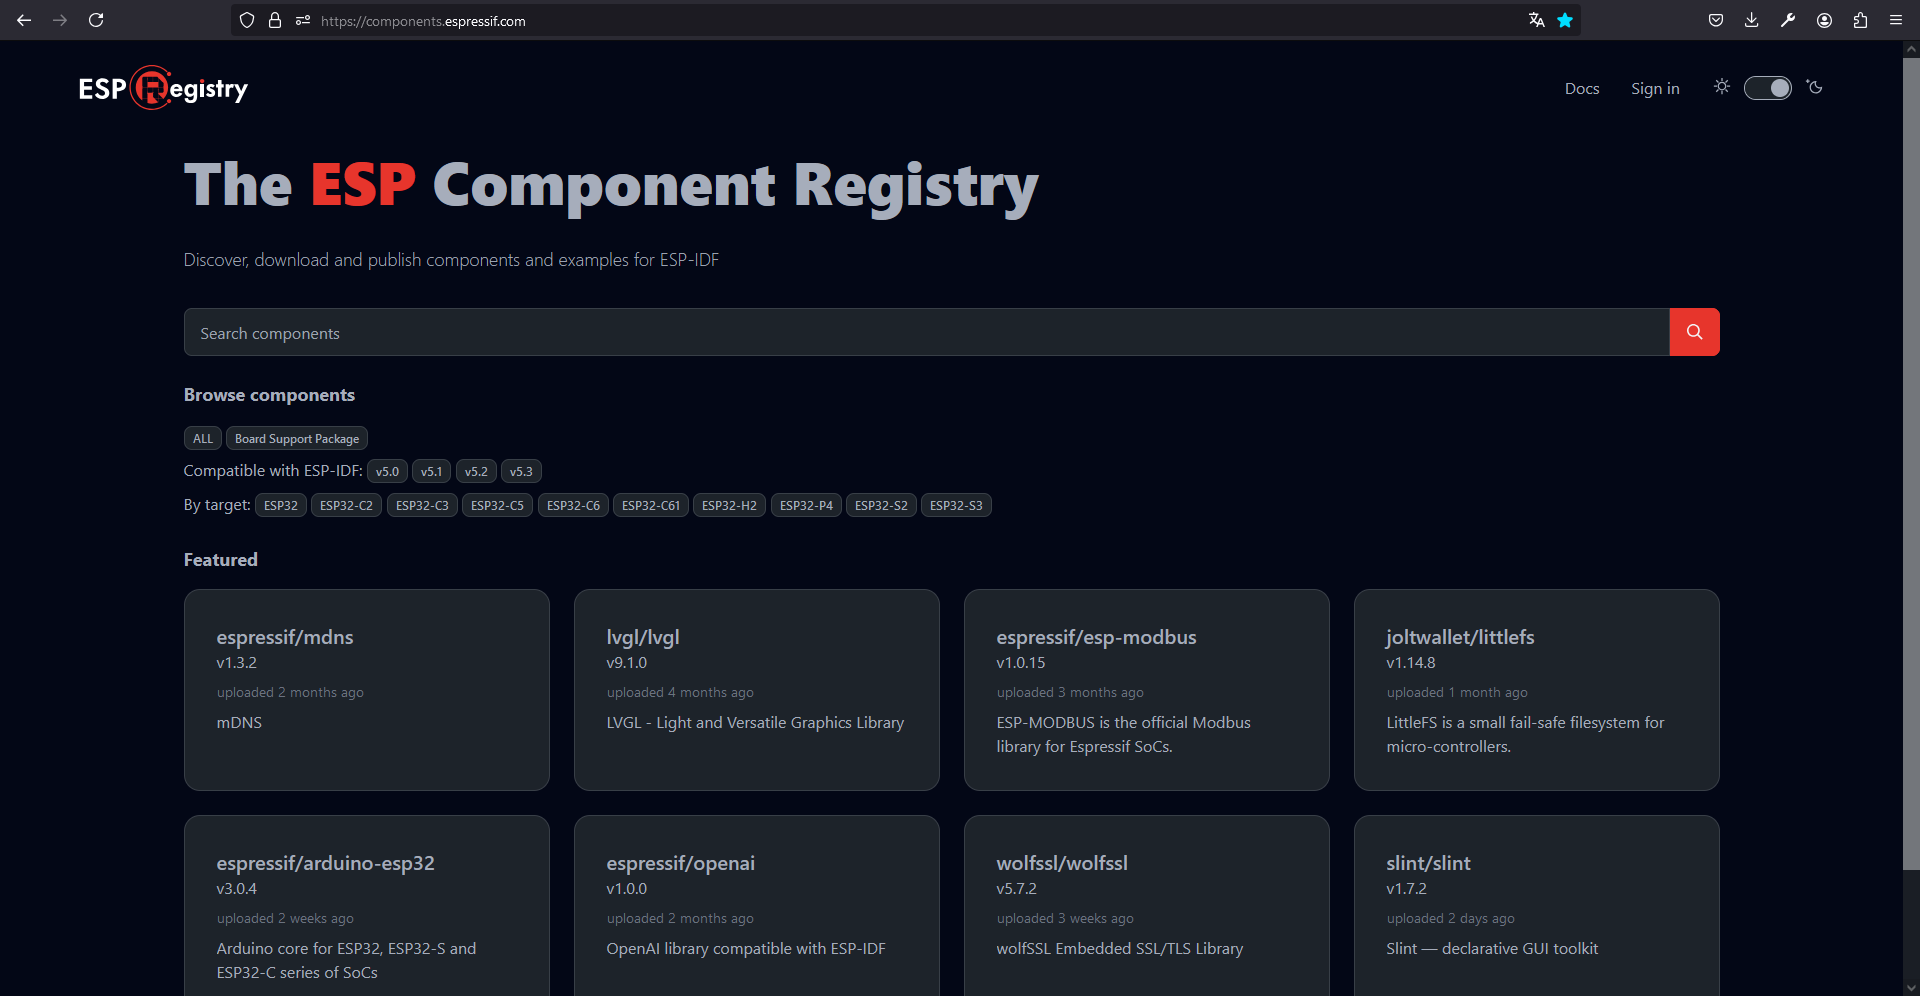 https://components.espressif.com
ESP Registry
Docs
Sign in
The ESP Component Registry
Discover, download and publish components and examples for ESP-IDF
Search components
Browse components
ALL
Board Support Package
Compatible with ESP-IDF: v5.0 v5.1 v5.2 v5.3
By target: ESP32 ESP32-C2 ESP32-C3 ESP32-C5 ESP32-C6 ESP32-C61 ESP32-H2 ESP32-P4 ESP32-S2 ESP32-S3
Featured
espressif/mdns
v1.3.2
uploaded 2 months ago
mDNS
lvgl/lvgl
v9.1.0
uploaded 4 months ago
LVGL - Light and Versatile Graphics Library
espressif/esp-modbus
v1.0.15
uploaded 3 months ago
ESP-MODBUS is the official Modbus
library for Espressif SoCs.
joltwallet/littlefs
v1.14.8
uploaded 1 month ago
LittleFS is a small fail-safe filesystem for
micro-controllers.
espressif/arduino-esp32
v3.0.4
uploaded 2 weeks ago
Arduino core for ESP32, ESP32-S and
ESP32-C series of SoCs
espressif/openai
v1.0.0
uploaded 2 months ago
OpenAI library compatible with ESP-IDF
wolfssl/wolfssl
v5.7.2
uploaded 3 weeks ago
wolfSSL Embedded SSL/TLS Library
slint/slint
v1.7.2
uploaded 2 days ago
Slint — declarative GUI toolkit